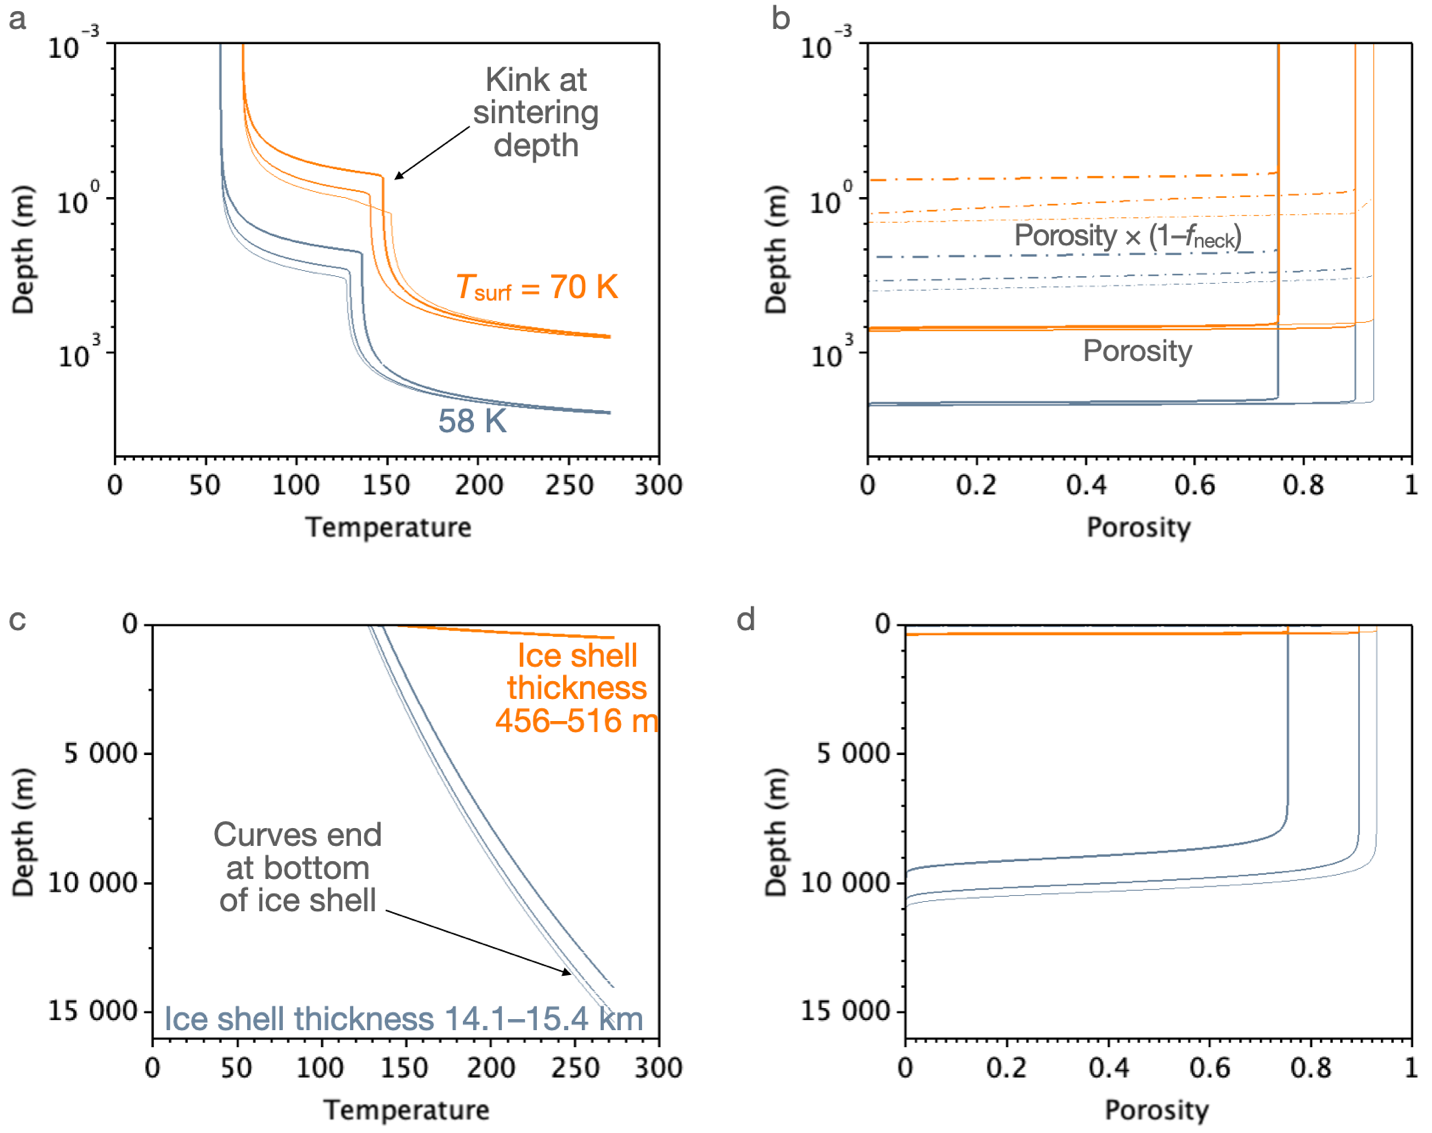 a
10⁻³
10⁰
10³
Depth (m)
Kink at
sintering
depth
T_surf = 70 K
58 K
0 50 100 150 200 250 300
Temperature
b
10⁻³
10⁰
10³
Depth (m)
Porosity × (1–f_neck)
Porosity
0 0.2 0.4 0.6 0.8 1
Porosity
c
0
5 000
10 000
15 000
Depth (m)
Ice shell
thickness
456–516 m
Curves end
at bottom
of ice shell
Ice shell thickness 14.1–15.4 km
0 50 100 150 200 250 300
Temperature
d
0
5 000
10 000
15 000
Depth (m)
0 0.2 0.4 0.6 0.8 1
Porosity